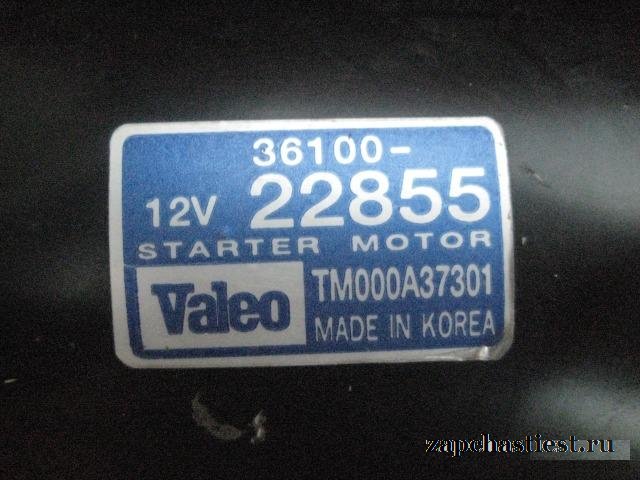 36100-
12V 22855
STARTER MOTOR
Valeo TM000A37301
MADE IN KOREA
zapchastiest.ru